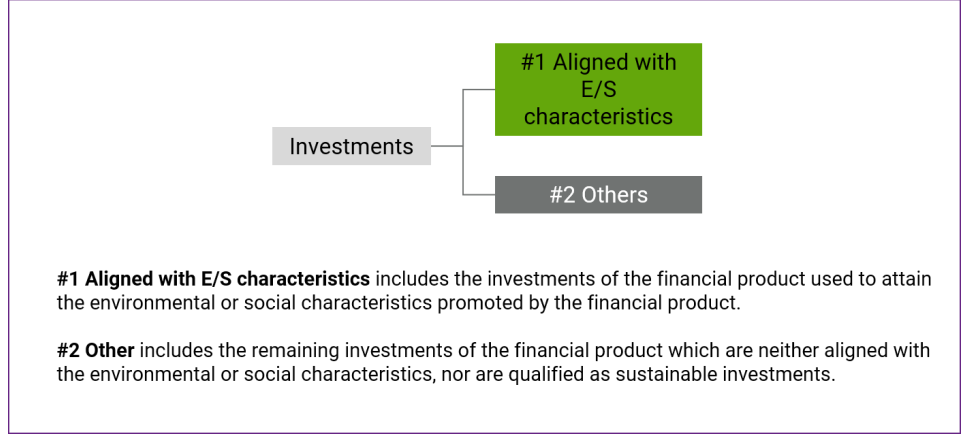 #1 Aligned with
E/S
characteristics
Investments
#2 Others
#1 Aligned with E/S characteristics includes the investments of the financial product used to attain
the environmental or social characteristics promoted by the financial product.
#2 Other includes the remaining investments of the financial product which are neither aligned with
the environmental or social characteristics, nor are qualified as sustainable investments.